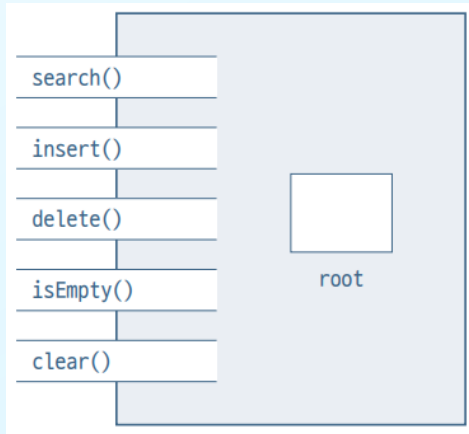 search()
insert()
delete()
isEmpty()
root
clear()